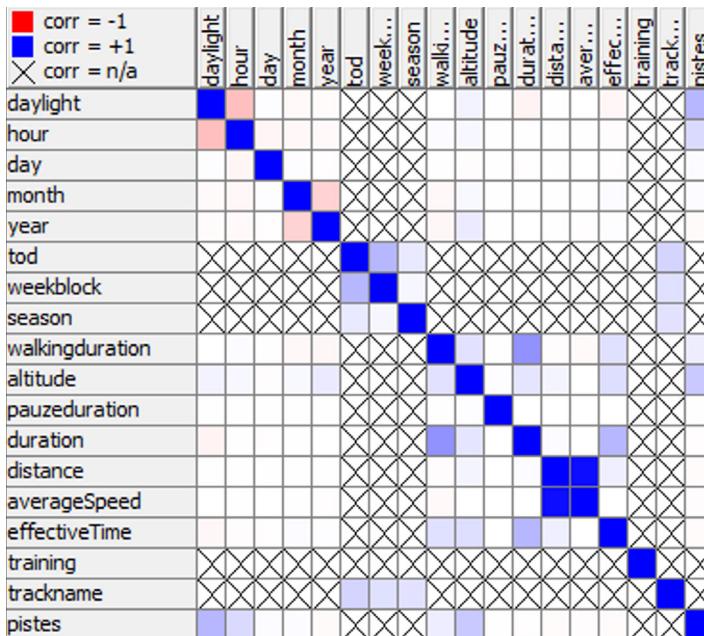 corr = -1
corr = +1
corr = n/a
daylight
hour
day
month
year
tod
week...
season
walki...
altitude
pauz...
durat...
dista...
aver...
effec...
training
track...
pistes
daylight
hour
day
month
year
tod
weekblock
season
walkingduration
altitude
pauzeduration
duration
distance
averageSpeed
effectiveTime
training
trackname
pistes